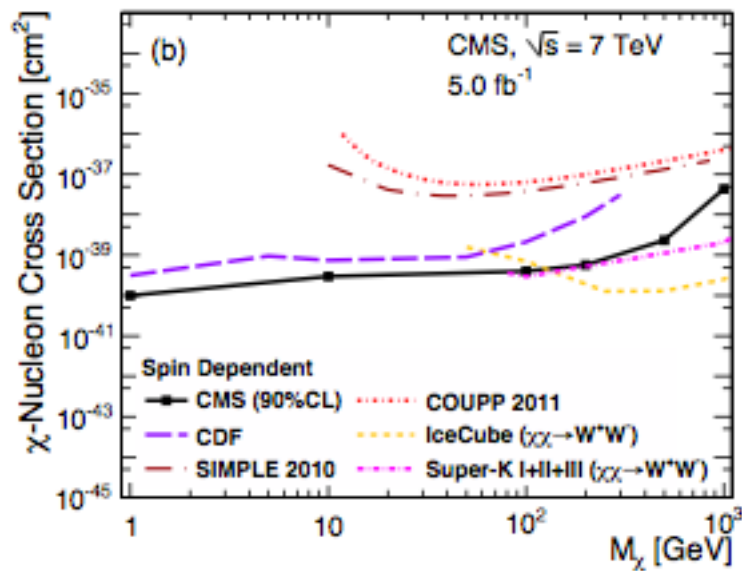 (b)
CMS, √s = 7 TeV
5.0 fb⁻¹
χ-Nucleon Cross Section [cm²]
10⁻³⁵
10⁻³⁷
10⁻³⁹
10⁻⁴¹
10⁻⁴³
10⁻⁴⁵
Spin Dependent
CMS (90%CL)
CDF
SIMPLE 2010
COUPP 2011
IceCube (χχ→W⁺W⁻)
Super-K I+II+III (χχ→W⁺W⁻)
1 10 10² 10³
Mχ [GeV]